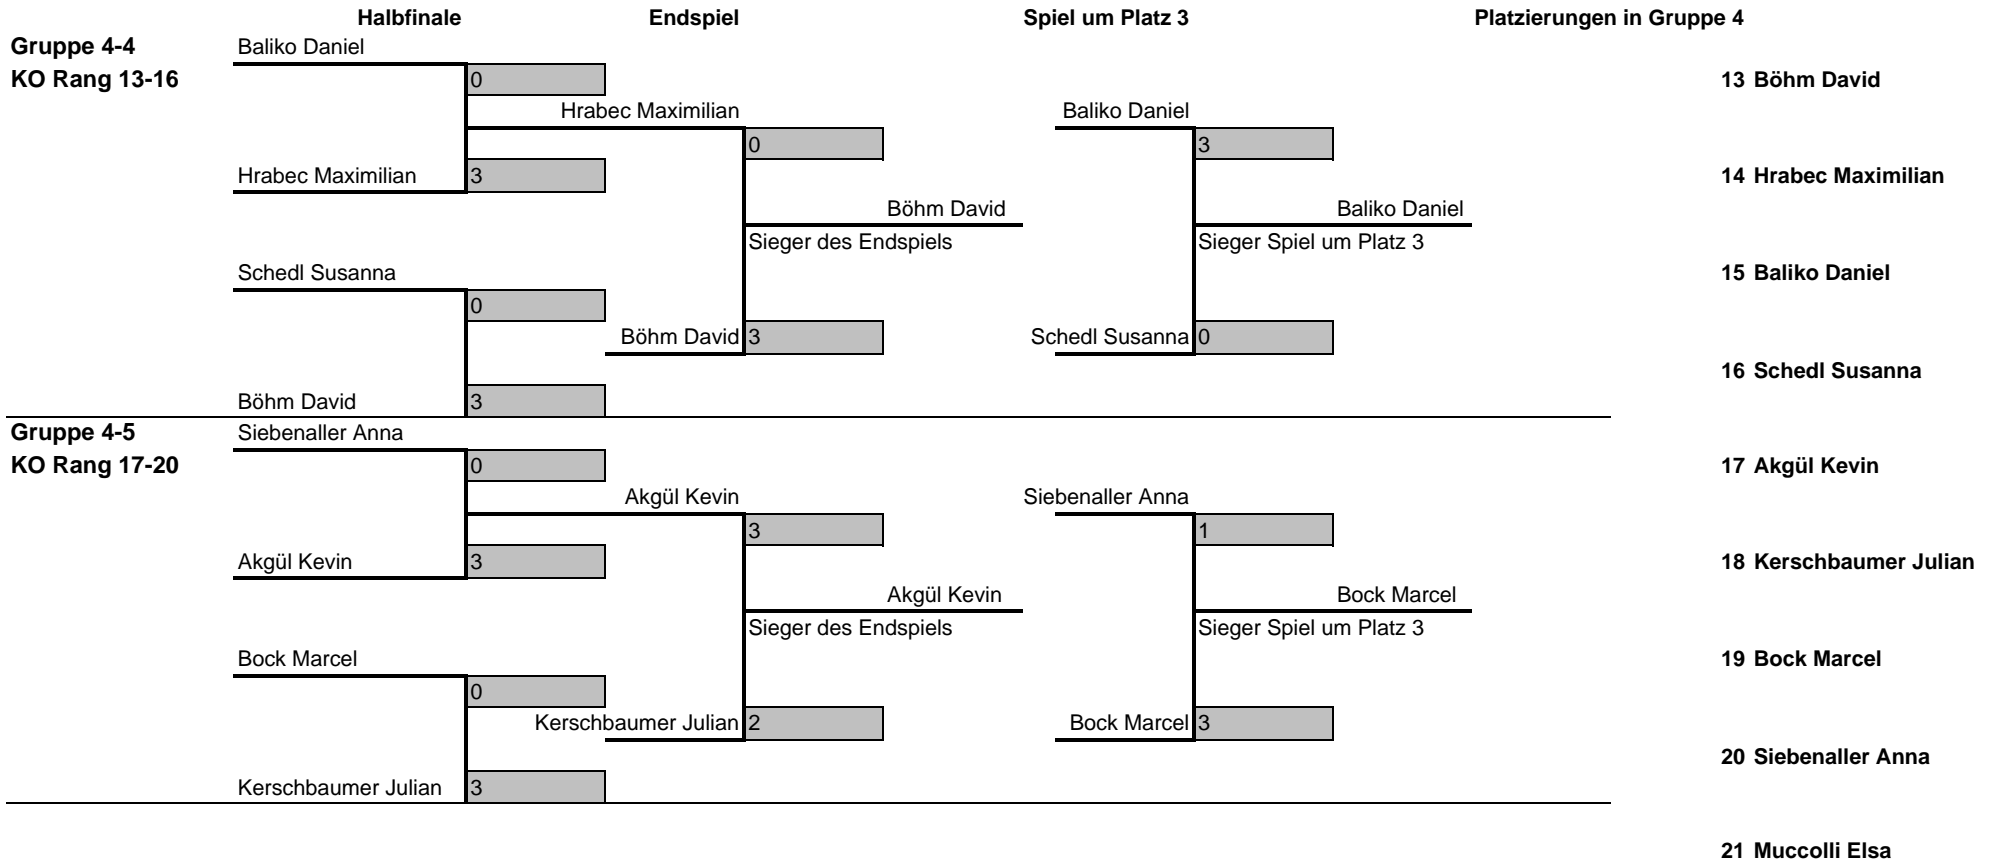 Halbfinale Endspiel Spiel um Platz 3 Platzierungen in Gruppe 4
Gruppe 4-4 Baliko Daniel
KO Rang 13-16 0 13 Böhm David
Hrabec Maximilian Baliko Daniel
0 3
Hrabec Maximilian 3 14 Hrabec Maximilian
Böhm David Baliko Daniel
Sieger des Endspiels Sieger Spiel um Platz 3
Schedl Susanna 15 Baliko Daniel
0
Böhm David 3 Schedl Susanna 0
16 Schedl Susanna
Böhm David 3
Gruppe 4-5 Siebenaller Anna
KO Rang 17-20 0 17 Akgül Kevin
Akgül Kevin Siebenaller Anna
3 1
Akgül Kevin 3 18 Kerschbaumer Julian
Akgül Kevin Bock Marcel
Sieger des Endspiels Sieger Spiel um Platz 3
Bock Marcel 19 Bock Marcel
0
Kerschbaumer Julian 2 Bock Marcel 3
20 Siebenaller Anna
Kerschbaumer Julian 3
21 Muccolli Elsa